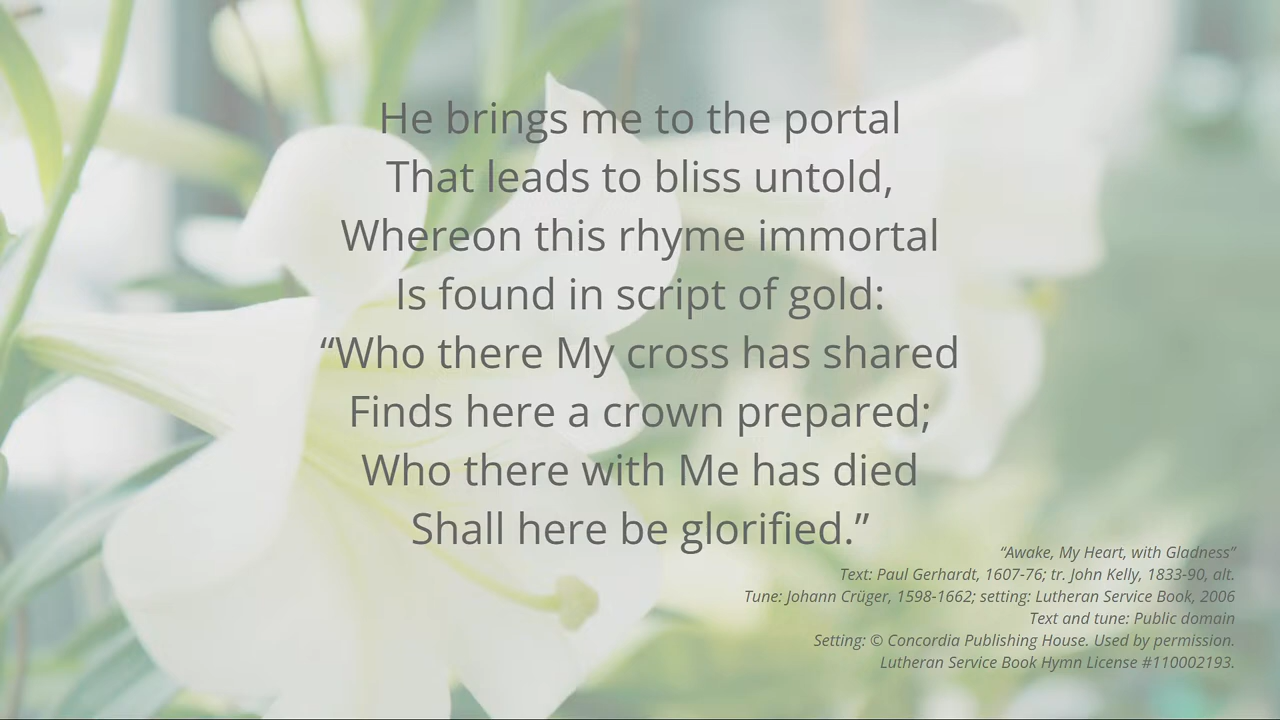 He brings me to the portal
That leads to bliss untold,
Whereon this rhyme immortal
Is found in script of gold:
“Who there My cross has shared
Finds here a crown prepared;
Who there with Me has died
Shall here be glorified.”
“Awake, My Heart, with Gladness”
Text: Paul Gerhardt, 1607-76; tr. John Kelly, 1833-90, alt.
Tune: Johann Crüger, 1598-1662; setting: Lutheran Service Book, 2006
Text and tune: Public domain
Setting: © Concordia Publishing House. Used by permission.
Lutheran Service Book Hymn License #110002193.